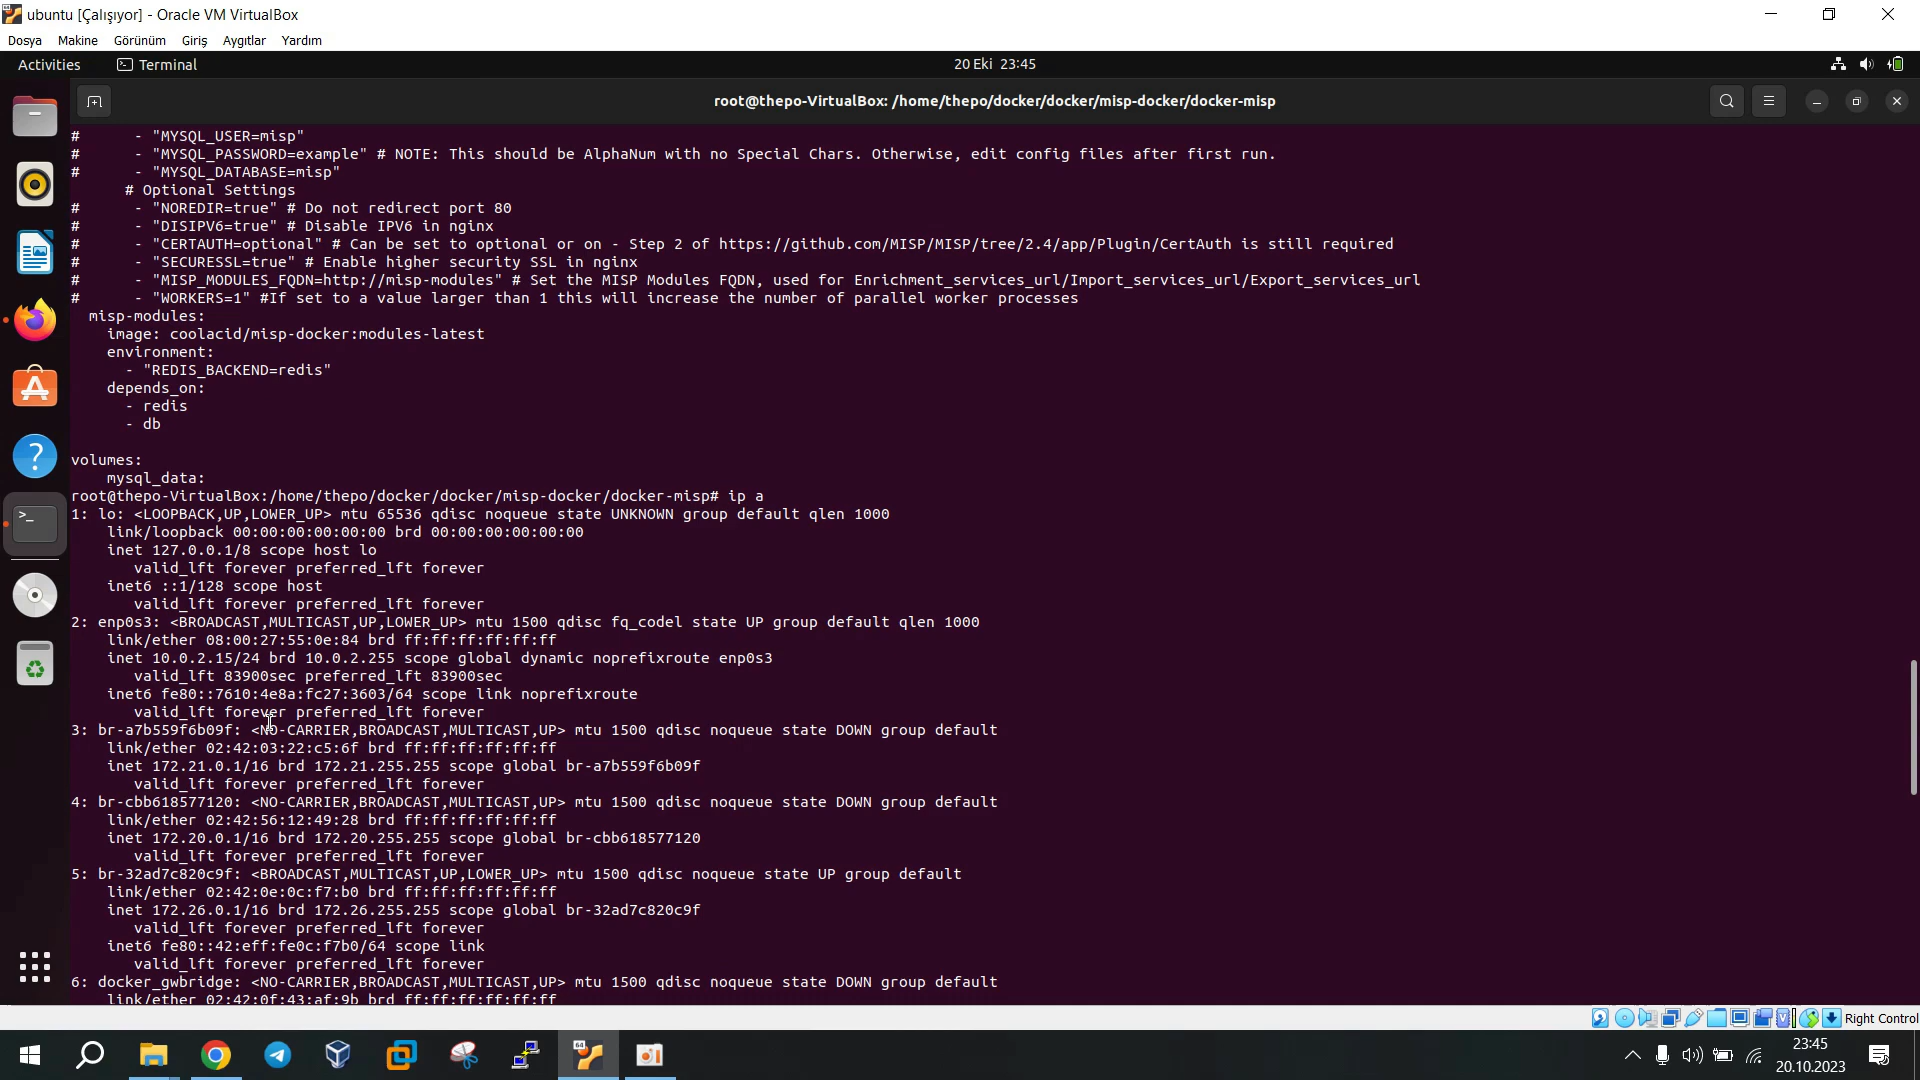 ubuntu [Çalışıyor] - Oracle VM VirtualBox
Dosya Makine Görünüm Giriş Aygıtlar Yardım
Activities Terminal 20 Eki 23:45
root@thepo-VirtualBox: /home/thepo/docker/docker/misp-docker/docker-misp
# - "MYSQL_USER=misp"
# - "MYSQL_PASSWORD=example" # NOTE: This should be AlphaNum with no Special Chars. Otherwise, edit config files after first run.
# - "MYSQL_DATABASE=misp"
# Optional Settings
# - "NOREDIR=true" # Do not redirect port 80
# - "DISIPV6=true" # Disable IPV6 in nginx
# - "CERTAUTH=optional" # Can be set to optional or on - Step 2 of https://github.com/MISP/MISP/tree/2.4/app/Plugin/CertAuth is still required
# - "SECURESSL=true" # Enable higher security SSL in nginx
# - "MISP_MODULES_FQDN=http://misp-modules" # Set the MISP Modules FQDN, used for Enrichment_services_url/Import_services_url/Export_services_url
# - "WORKERS=1" #If set to a value larger than 1 this will increase the number of parallel worker processes
misp-modules:
image: coolacid/misp-docker:modules-latest
environment:
- "REDIS_BACKEND=redis"
depends_on:
- redis
- db
volumes:
mysql_data:
root@thepo-VirtualBox:/home/thepo/docker/docker/misp-docker/docker-misp# ip a
1: lo: <LOOPBACK,UP,LOWER_UP> mtu 65536 qdisc noqueue state UNKNOWN group default qlen 1000
link/loopback 00:00:00:00:00:00 brd 00:00:00:00:00:00
inet 127.0.0.1/8 scope host lo
valid_lft forever preferred_lft forever
inet6 ::1/128 scope host
valid_lft forever preferred_lft forever
2: enp0s3: <BROADCAST,MULTICAST,UP,LOWER_UP> mtu 1500 qdisc fq_codel state UP group default qlen 1000
link/ether 08:00:27:55:0e:84 brd ff:ff:ff:ff:ff:ff
inet 10.0.2.15/24 brd 10.0.2.255 scope global dynamic noprefixroute enp0s3
valid_lft 83900sec preferred_lft 83900sec
inet6 fe80::7610:4e8a:fc27:3603/64 scope link noprefixroute
valid_lft forever preferred_lft forever
3: br-a7b559f6b09f: <NO-CARRIER,BROADCAST,MULTICAST,UP> mtu 1500 qdisc noqueue state DOWN group default
link/ether 02:42:03:22:c5:6f brd ff:ff:ff:ff:ff:ff
inet 172.21.0.1/16 brd 172.21.255.255 scope global br-a7b559f6b09f
valid_lft forever preferred_lft forever
4: br-cbb618577120: <NO-CARRIER,BROADCAST,MULTICAST,UP> mtu 1500 qdisc noqueue state DOWN group default
link/ether 02:42:56:12:49:28 brd ff:ff:ff:ff:ff:ff
inet 172.20.0.1/16 brd 172.20.255.255 scope global br-cbb618577120
valid_lft forever preferred_lft forever
5: br-32ad7c820c9f: <BROADCAST,MULTICAST,UP,LOWER_UP> mtu 1500 qdisc noqueue state UP group default
link/ether 02:42:0e:0c:f7:b0 brd ff:ff:ff:ff:ff:ff
inet 172.26.0.1/16 brd 172.26.255.255 scope global br-32ad7c820c9f
valid_lft forever preferred_lft forever
inet6 fe80::42:eff:fe0c:f7b0/64 scope link
valid_lft forever preferred_lft forever
6: docker_gwbridge: <NO-CARRIER,BROADCAST,MULTICAST,UP> mtu 1500 qdisc noqueue state DOWN group default
link/ether 02:42:0f:43:af:9b brd ff:ff:ff:ff:ff:ff
Right Control
23:45
20.10.2023